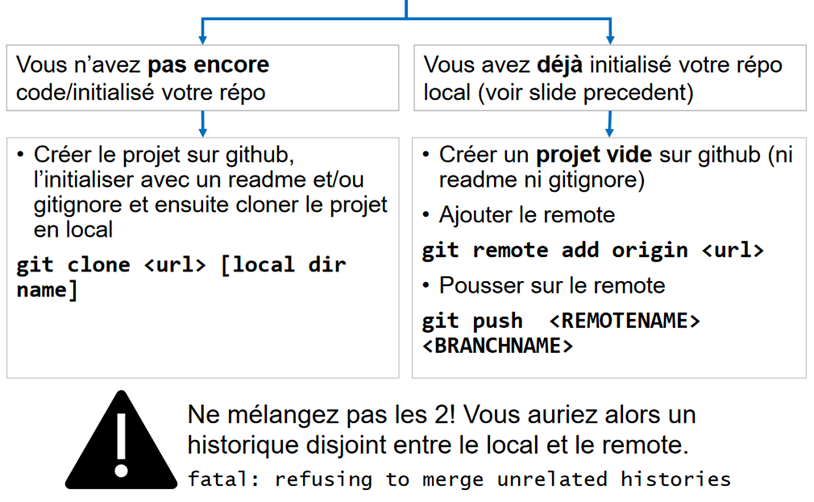 Vous n'avez pas encore
code/initialisé votre répo
Vous avez déjà initialisé votre répo
local (voir slide precedent)
• Créer le projet sur github,
l'initialiser avec un readme et/ou
gitignore et ensuite cloner le projet
en local
git clone <url> [local dir
name]
• Créer un projet vide sur github (ni
readme ni gitignore)
• Ajouter le remote
git remote add origin <url>
• Pousser sur le remote
git push  <REMOTENAME>
<BRANCHNAME>
Ne mélangez pas les 2! Vous auriez alors un
historique disjoint entre le local et le remote.
fatal: refusing to merge unrelated histories